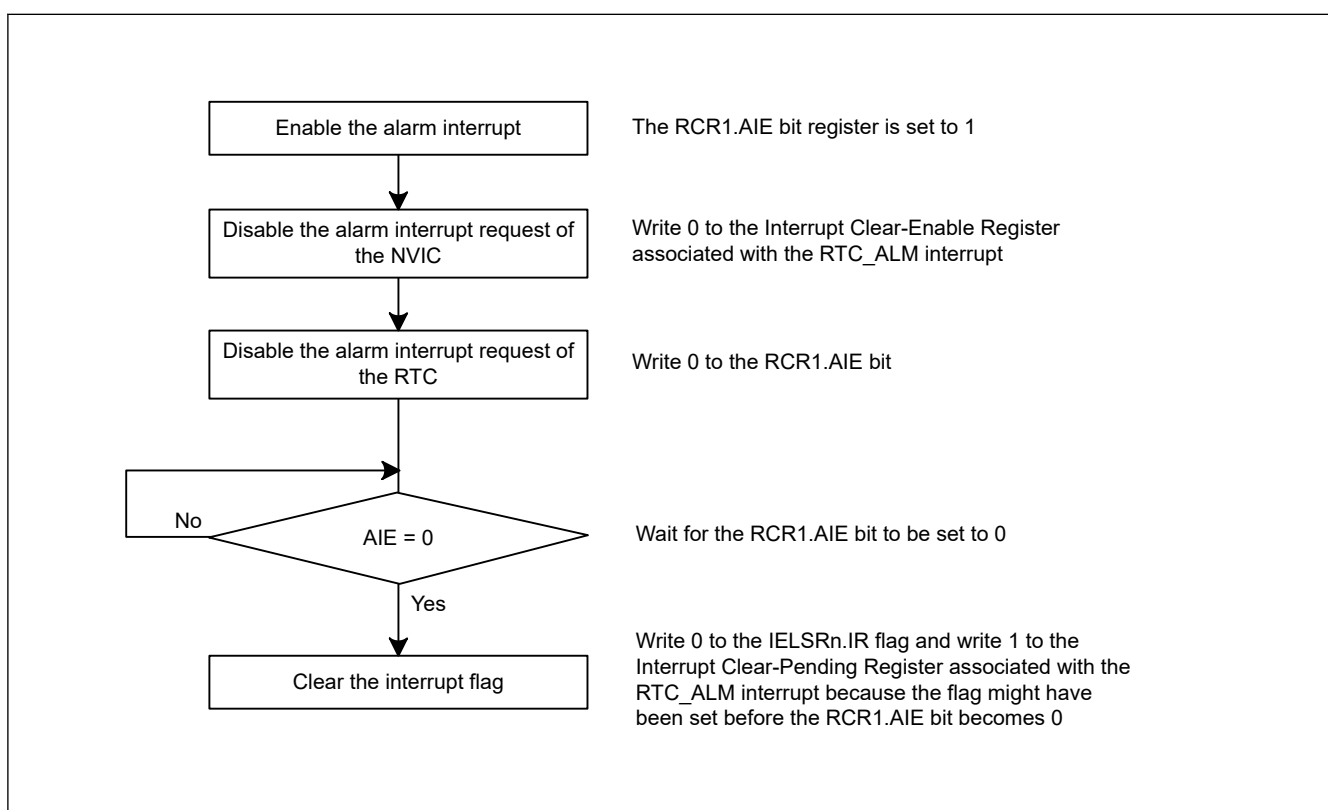 Enable the alarm interrupt
The RCR1.AIE bit register is set to 1
Disable the alarm interrupt request of
the NVIC
Write 0 to the Interrupt Clear-Enable Register
associated with the RTC_ALM interrupt
Disable the alarm interrupt request of
the RTC
Write 0 to the RCR1.AIE bit
No
AIE = 0
Wait for the RCR1.AIE bit to be set to 0
Yes
Clear the interrupt flag
Write 0 to the IELSRn.IR flag and write 1 to the
Interrupt Clear-Pending Register associated with the
RTC_ALM interrupt because the flag might have
been set before the RCR1.AIE bit becomes 0